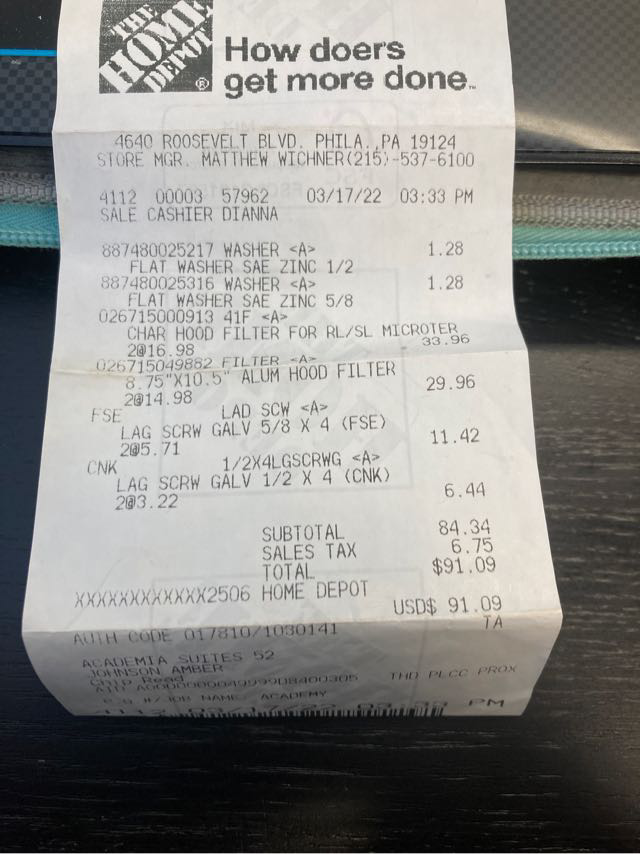 THE
HOME
DEPOT
How doers
get more done.™
4640 ROOSEVELT BLVD. PHILA.,PA 19124
STORE MGR. MATTHEW WICHNER(215)-537-6100
4112 00003 57962 03/17/22 03:33 PM
SALE CASHIER DIANNA
887480025217 WASHER <A> 1.28
FLAT WASHER SAE ZINC 1/2
887480025316 WASHER <A> 1.28
FLAT WASHER SAE ZINC 5/8
026715000913 41F <A>
CHAR HOOD FILTER FOR RL/SL MICROTER
2@16.98 33.96
026715049882 FILTER <A>
8.75"X10.5" ALUM HOOD FILTER
2@14.98 29.96
FSE LAD SCW <A>
LAG SCRW GALV 5/8 X 4 (FSE)
2@5.71 11.42
CNK 1/2X4LGSCRWG <A>
LAG SCRW GALV 1/2 X 4 (CNK)
2@3.22 6.44
SUBTOTAL 84.34
SALES TAX 6.75
TOTAL $91.09
XXXXXXXXXXXX2506 HOME DEPOT
USD$ 91.09
AUTH CODE 017810/1030141 TA
ACADEMIA SUITES 52
JOHNSON AMBER
Chip Read
THD PLCC PROX
P.O #/JOB NAME: ACADEMY
PM